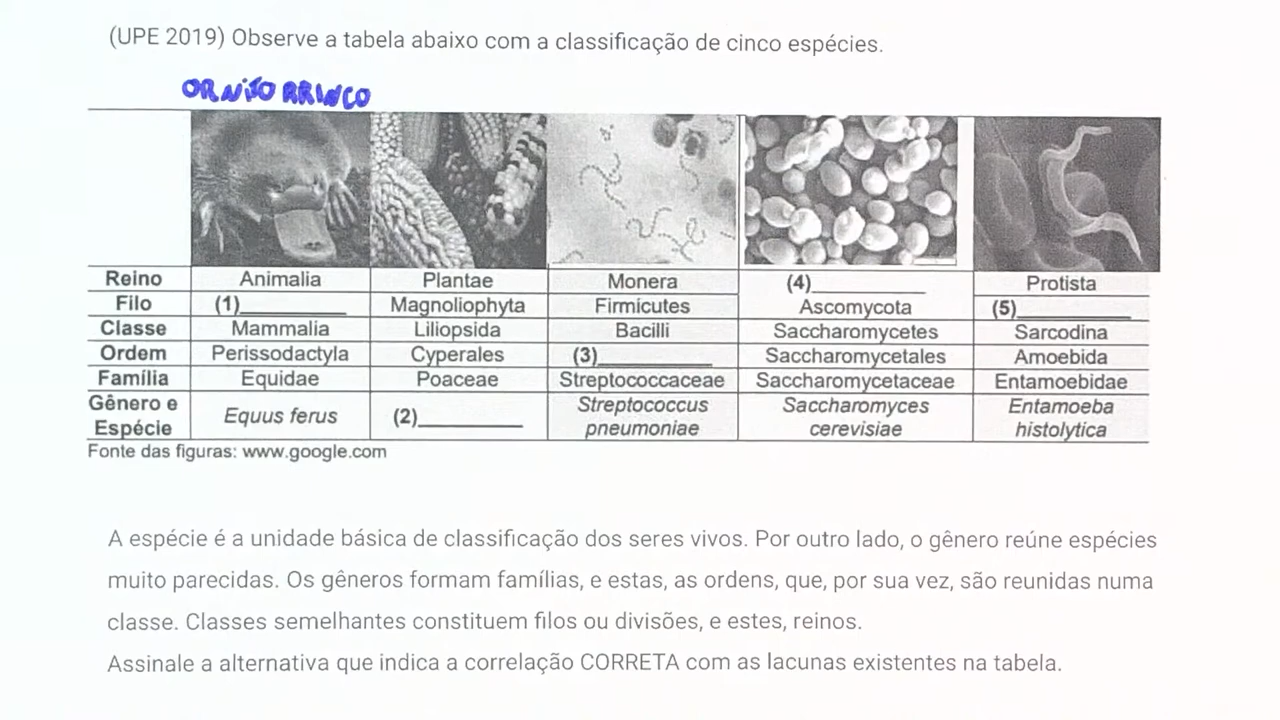 (UPE 2019) Observe a tabela abaixo com a classificação de cinco espécies.
ORNITORRINCO
Reino Animalia Plantae Monera (4)__________ Protista
Filo (1)__________ Magnoliophyta Firmicutes Ascomycota (5)__________
Classe Mammalia Liliopsida Bacilli Saccharomycetes Sarcodina
Ordem Perissodactyla Cyperales (3)__________ Saccharomycetales Amoebida
Família Equidae Poaceae Streptococcaceae Saccharomycetaceae Entamoebidae
Gênero e Espécie Equus ferus (2)__________ Streptococcus pneumoniae Saccharomyces cerevisiae Entamoeba histolytica
Fonte das figuras: www.google.com
A espécie é a unidade básica de classificação dos seres vivos. Por outro lado, o gênero reúne espécies
muito parecidas. Os gêneros formam famílias, e estas, as ordens, que, por sua vez, são reunidas numa
classe. Classes semelhantes constituem filos ou divisões, e estes, reinos.
Assinale a alternativa que indica a correlação CORRETA com as lacunas existentes na tabela.